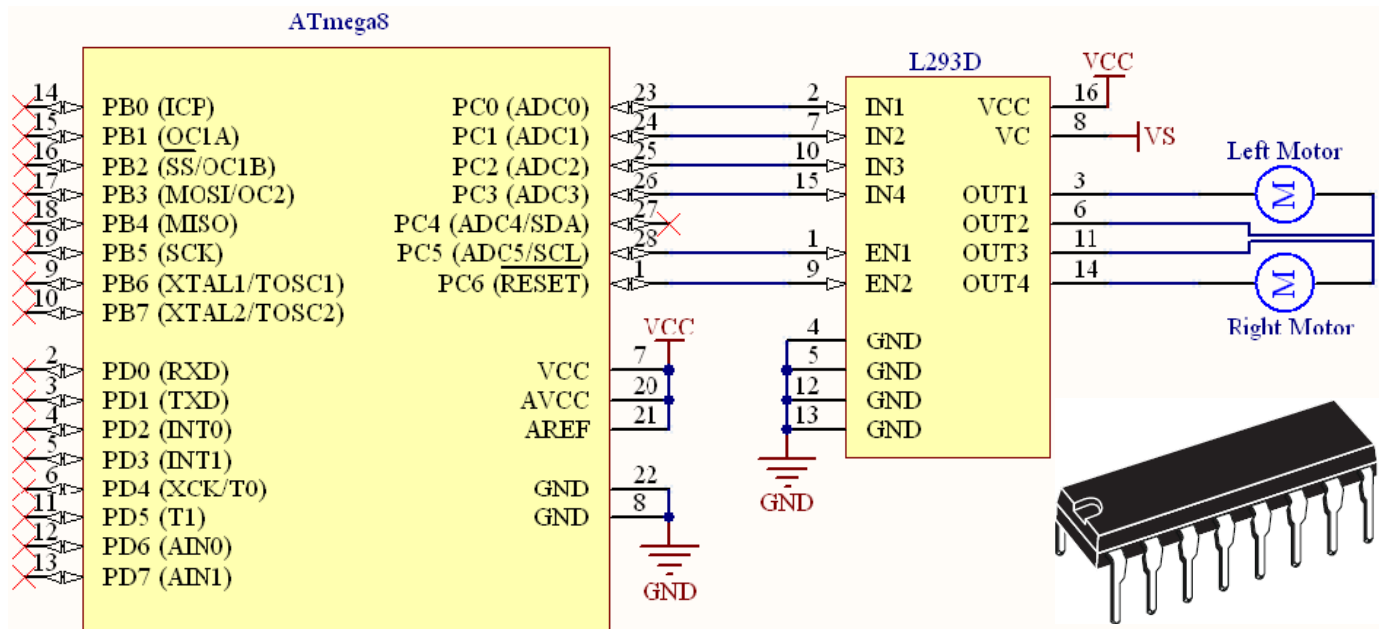 ATmega8
14 PB0 (ICP)
15 PB1 (OC1A)
16 PB2 (SS/OC1B)
17 PB3 (MOSI/OC2)
18 PB4 (MISO)
19 PB5 (SCK)
9 PB6 (XTAL1/TOSC1)
10 PB7 (XTAL2/TOSC2)
2 PD0 (RXD)
3 PD1 (TXD)
4 PD2 (INT0)
5 PD3 (INT1)
6 PD4 (XCK/T0)
11 PD5 (T1)
12 PD6 (AIN0)
13 PD7 (AIN1)
PC0 (ADC0) 23
PC1 (ADC1) 24
PC2 (ADC2) 25
PC3 (ADC3) 26
PC4 (ADC4/SDA) 27
PC5 (ADC5/SCL) 28
PC6 (RESET) 1
VCC
VCC 7
AVCC 20
AREF 21
GND 22
GND 8
GND
L293D
2 IN1
7 IN2
10 IN3
15 IN4
1 EN1
9 EN2
4 GND
5 GND
12 GND
13 GND
GND
VCC
VCC 16
VC 8 VS
OUT1 3
OUT2 6
OUT3 11
OUT4 14
Left Motor
M
M
Right Motor